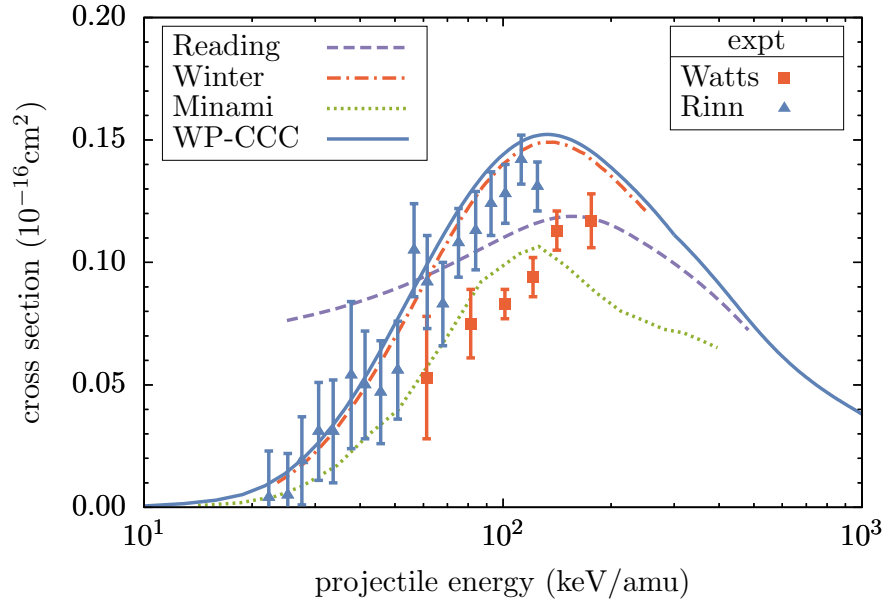 0.20
Reading
Winter
Minami
WP-CCC
expt
Watts
Rinn
0.15
0.10
0.05
0.00
cross section (10⁻¹⁶cm²)
10¹ 10² 10³
projectile energy (keV/amu)